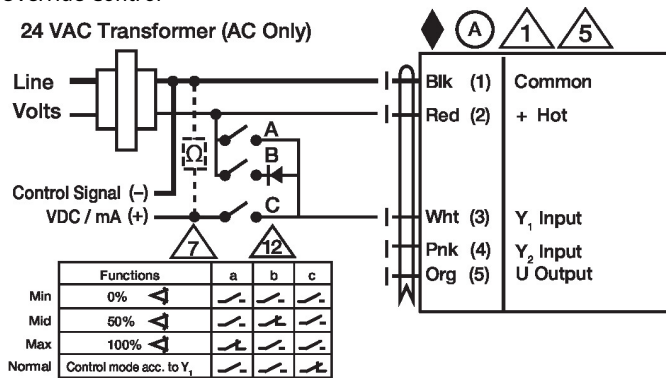 Override Control
24 VAC Transformer (AC Only)
Line
Volts
A 1 5
Blk (1) Common
Red (2) + Hot
A
Ω
B
Control Signal (–)
C
VDC / mA (+)
Wht (3) Y₁ Input
Pnk (4) Y₂ Input
Org (5) U Output
7 12
Functions a b c
Min 0%
Mid 50%
Max 100%
Normal Control mode acc. to Y₁